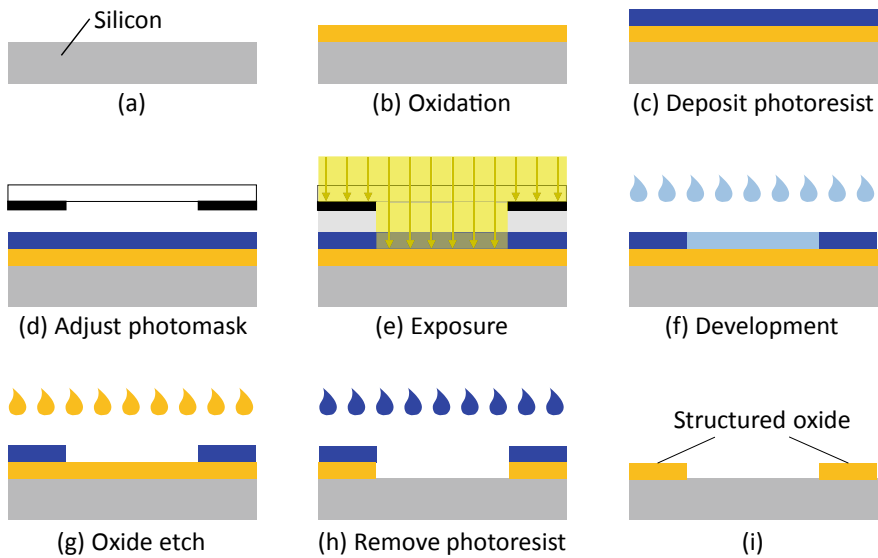 Silicon
(a)
(b) Oxidation
(c) Deposit photoresist
(d) Adjust photomask
(e) Exposure
(f) Development
(g) Oxide etch
(h) Remove photoresist
Structured oxide
(i)